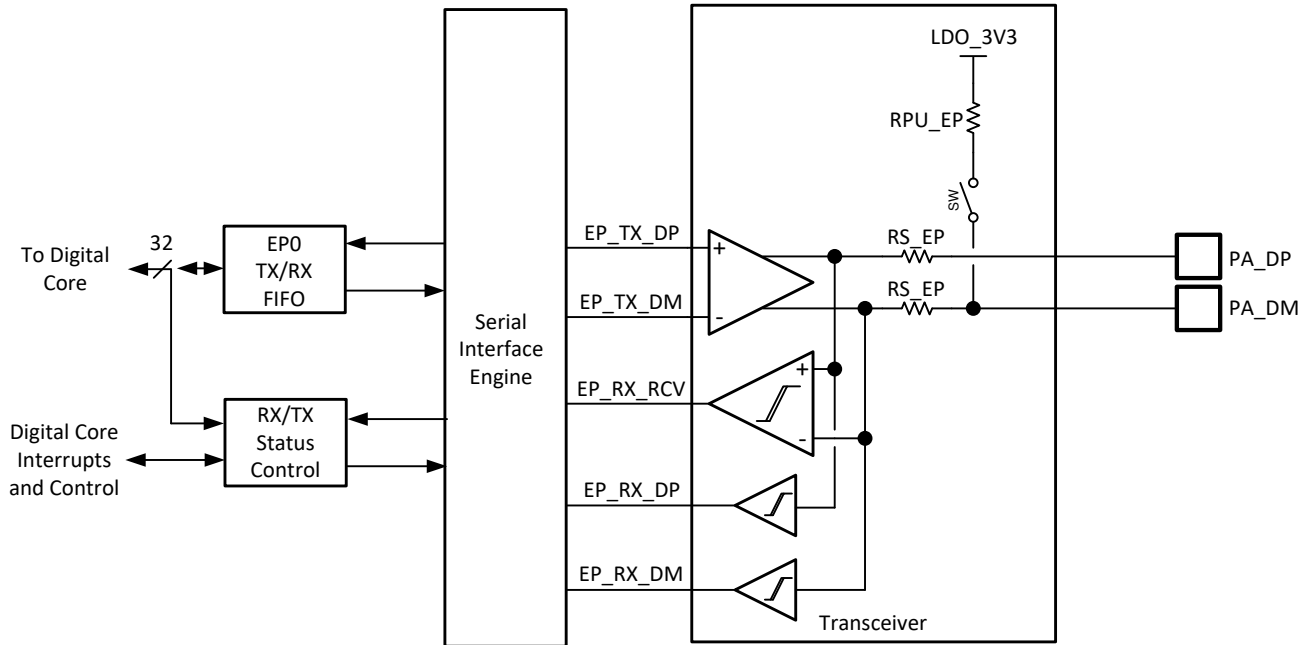 LDO_3V3
RPU_EP
SW
To Digital
Core
32
EP0
TX/RX
FIFO
EP_TX_DP
+
RS_EP
PA_DP
EP_TX_DM
-
RS_EP
PA_DM
Serial
Interface
Engine
EP_RX_RCV
+
-
Digital Core
Interrupts
and Control
RX/TX
Status
Control
EP_RX_DP
EP_RX_DM
Transceiver